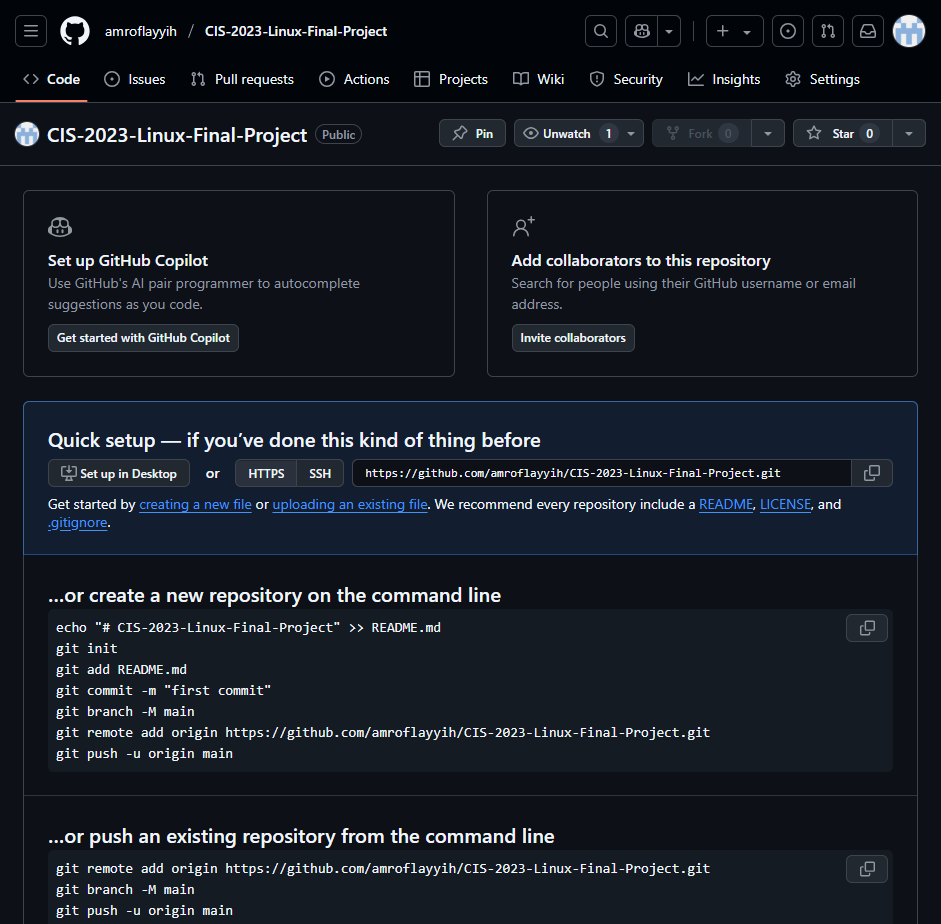 amroflayyih / CIS-2023-Linux-Final-Project
Code Issues Pull requests Actions Projects Wiki Security Insights Settings
CIS-2023-Linux-Final-Project Public Pin Unwatch 1 Fork 0 Star 0
Set up GitHub Copilot
Use GitHub's AI pair programmer to autocomplete
suggestions as you code.
Get started with GitHub Copilot
Add collaborators to this repository
Search for people using their GitHub username or email
address.
Invite collaborators
Quick setup — if you’ve done this kind of thing before
Set up in Desktop or HTTPS SSH https://github.com/amroflayyih/CIS-2023-Linux-Final-Project.git
Get started by creating a new file or uploading an existing file. We recommend every repository include a README, LICENSE, and
.gitignore.
…or create a new repository on the command line
echo "# CIS-2023-Linux-Final-Project" >> README.md
git init
git add README.md
git commit -m "first commit"
git branch -M main
git remote add origin https://github.com/amroflayyih/CIS-2023-Linux-Final-Project.git
git push -u origin main
…or push an existing repository from the command line
git remote add origin https://github.com/amroflayyih/CIS-2023-Linux-Final-Project.git
git branch -M main
git push -u origin main